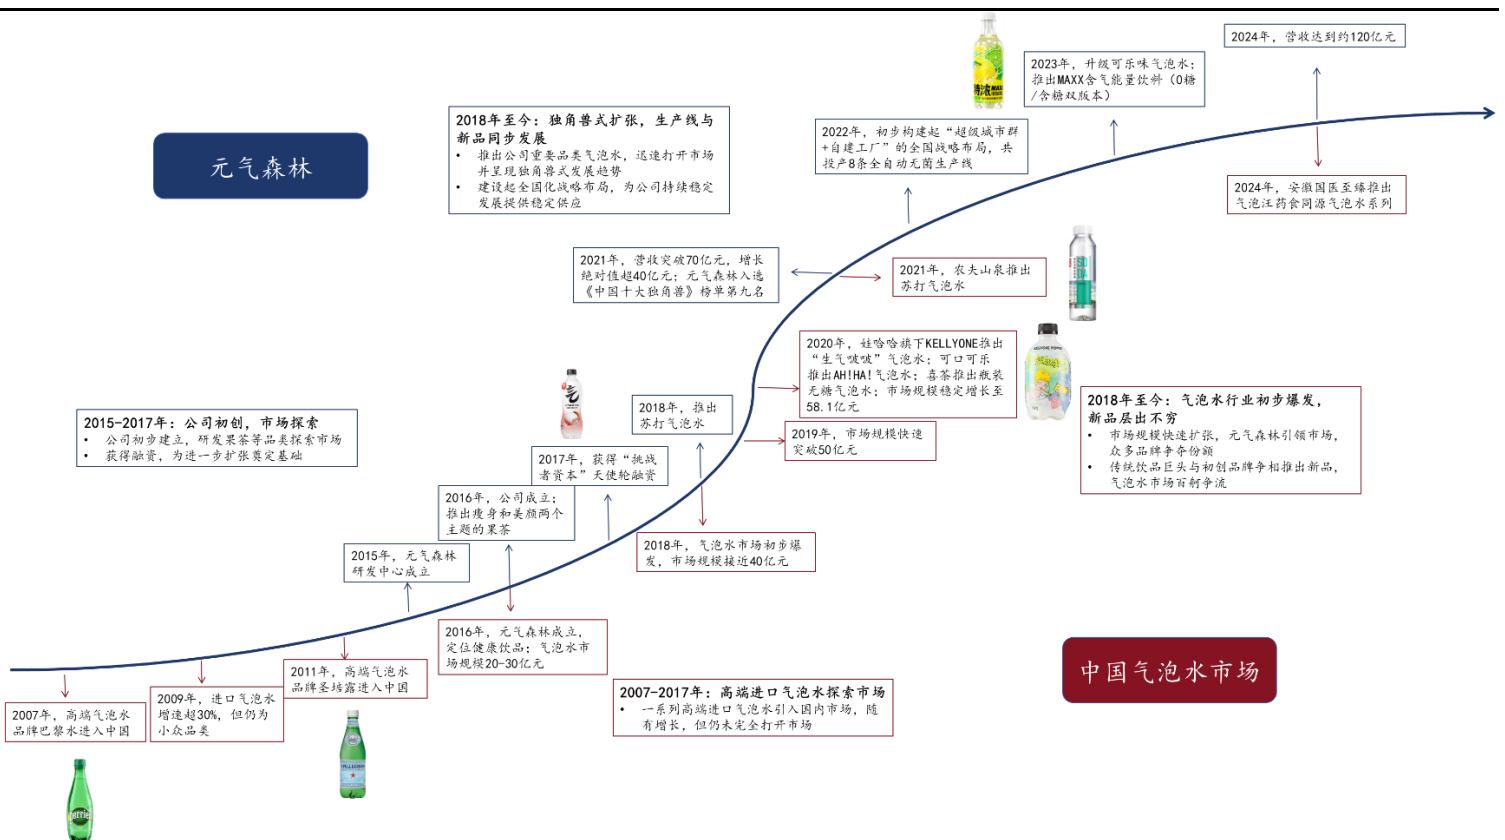 2024年，营收达到约120亿元
2023年，升级可乐味气泡水；
推出MAXX含气能量饮料（0糖
/含糖双版本）
特浓
MAXX
2018年至今：独角兽式扩张，生产线与
新品同步发展
• 推出公司重要品类气泡水，迅速打开市场
并呈现独角兽式发展趋势
• 建设起全国化战略布局，为公司持续稳定
发展提供稳定供应
2022年，初步构建起“超级城市群
+自建工厂”的全国战略布局，共
投产8条全自动无菌生产线
元气森林
2024年，安徽国医至臻推出
气泡汪药食同源气泡水系列
2021年，营收突破70亿元，增长
绝对值超40亿元；元气森林入选
《中国十大独角兽》榜单第九名
2021年，农夫山泉推出
苏打气泡水
SO
DA
2020年，娃哈哈旗下KELLYONE推出
“生气啵啵”气泡水；可口可乐
推出AH!HA!气泡水；喜茶推出瓶装
无糖气泡水；市场规模稳定增长至
58.1亿元
气
2018年，推出
苏打气泡水
2018年至今：气泡水行业初步爆发，
新品层出不穷
• 市场规模快速扩张，元气森林引领市场，
众多品牌争夺份额
• 传统饮品巨头与初创品牌争相推出新品，
气泡水市场百舸争流
2015-2017年：公司初创，市场探索
• 公司初步建立，研发果茶等品类探索市场
• 获得融资，为进一步扩张奠定基础
2019年，市场规模快速
突破50亿元
2017年，获得“挑战
者资本”天使轮融资
2016年，公司成立；
推出瘦身和美颜两个
主题的果茶
2018年，气泡水市场初步爆
发，市场规模接近40亿元
2015年，元气森林
研发中心成立
2016年，元气森林成立，
定位健康饮品；气泡水市
场规模20-30亿元
中国气泡水市场
2011年，高端气泡水
品牌圣培露进入中国
2009年，进口气泡水
增速超30%，但仍为
小众品类
2007年，高端气泡水
品牌巴黎水进入中国
2007-2017年：高端进口气泡水探索市场
• 一系列高端进口气泡水引入国内市场，随
有增长，但仍未完全打开市场
S.PELLEGRINO
Perrier